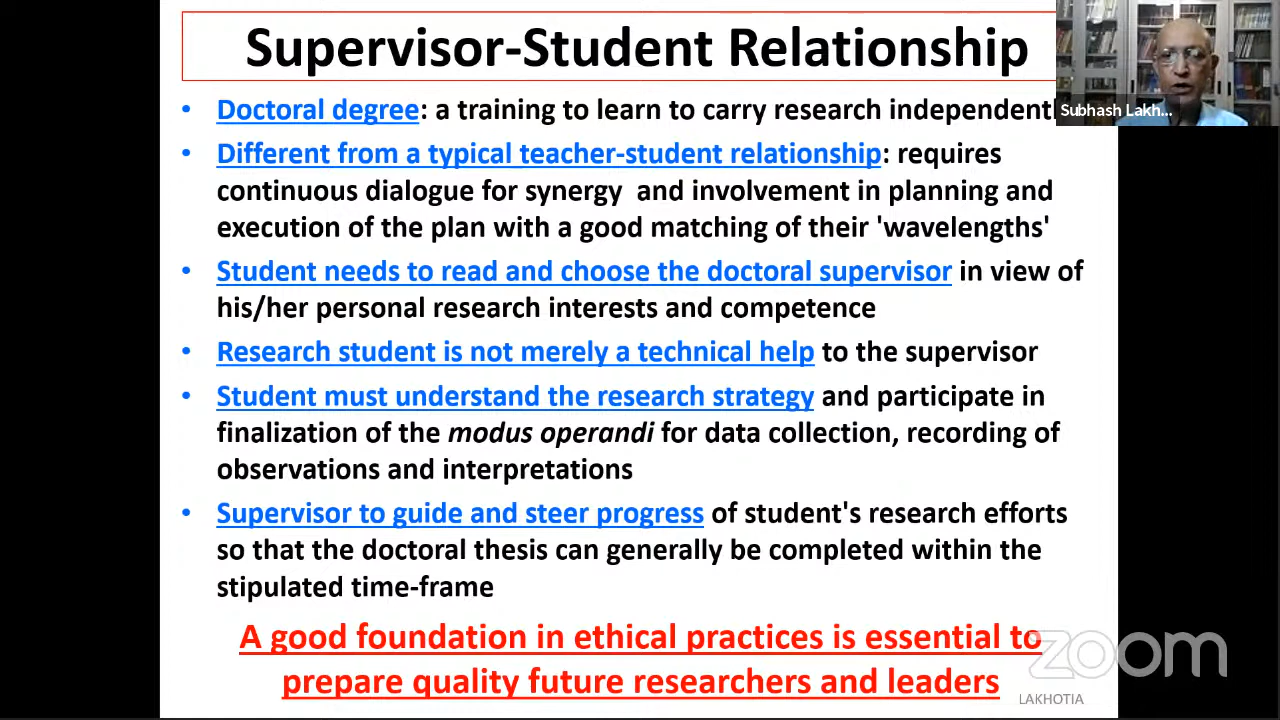 Supervisor-Student Relationship
• Doctoral degree: a training to learn to carry research independentl
Subhash Lakh...
• Different from a typical teacher-student relationship: requires
continuous dialogue for synergy and involvement in planning and
execution of the plan with a good matching of their 'wavelengths'
• Student needs to read and choose the doctoral supervisor in view of
his/her personal research interests and competence
• Research student is not merely a technical help to the supervisor
• Student must understand the research strategy and participate in
finalization of the modus operandi for data collection, recording of
observations and interpretations
• Supervisor to guide and steer progress of student's research efforts
so that the doctoral thesis can generally be completed within the
stipulated time-frame
A good foundation in ethical practices is essential to
prepare quality future researchers and leaders
zoom
LAKHOTIA